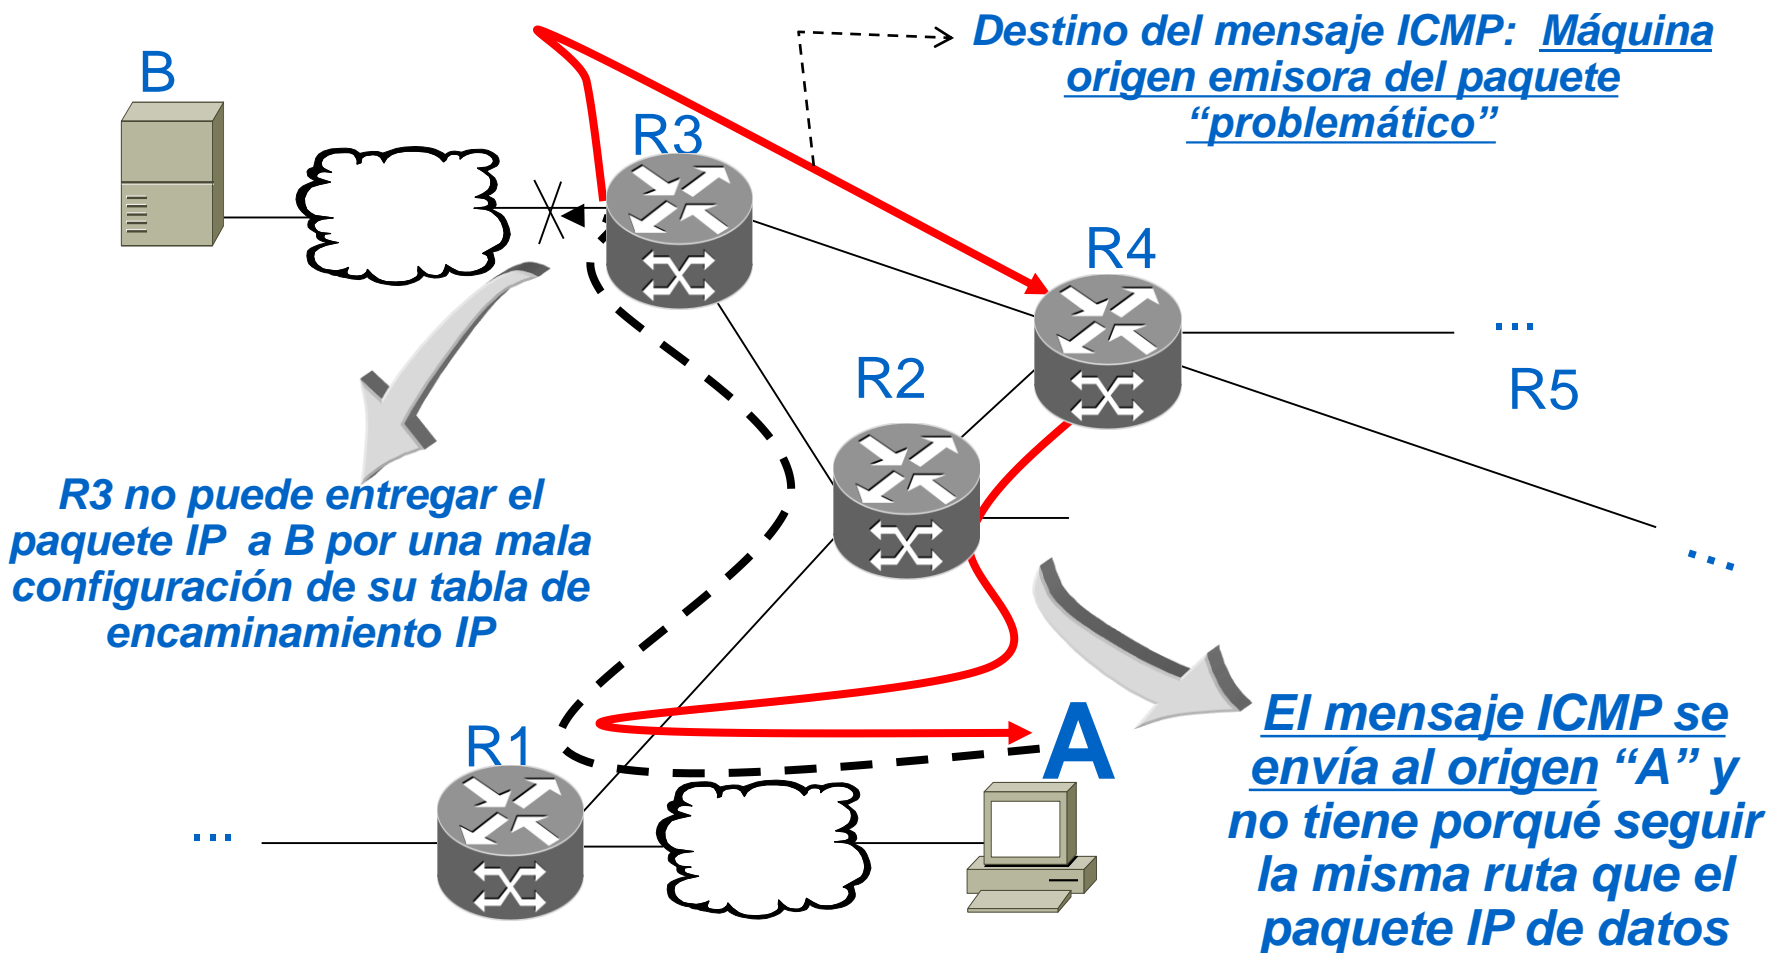 Destino del mensaje ICMP: Máquina
origen emisora del paquete
“problemático”
B
R3
R4
...
R5
R2
...
R3 no puede entregar el
paquete IP a B por una mala
configuración de su tabla de
encaminamiento IP
R1
A
...
El mensaje ICMP se
envía al origen “A” y
no tiene porqué seguir
la misma ruta que el
paquete IP de datos